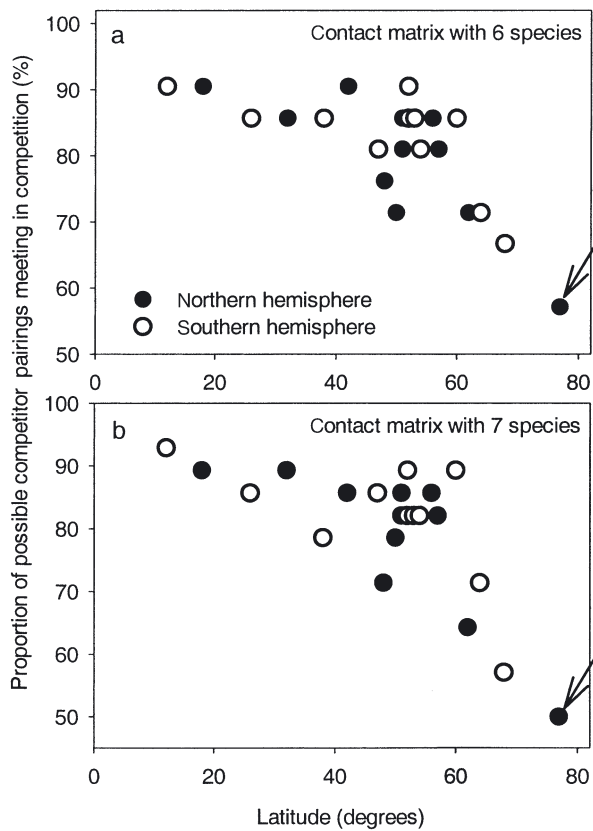 Proportion of possible competitor pairings meeting in competition (%)
a
Contact matrix with 6 species
100
90
80
70
60
50
Northern hemisphere
Southern hemisphere
0 20 40 60 80
b
Contact matrix with 7 species
100
90
80
70
60
50
0 20 40 60 80
Latitude (degrees)